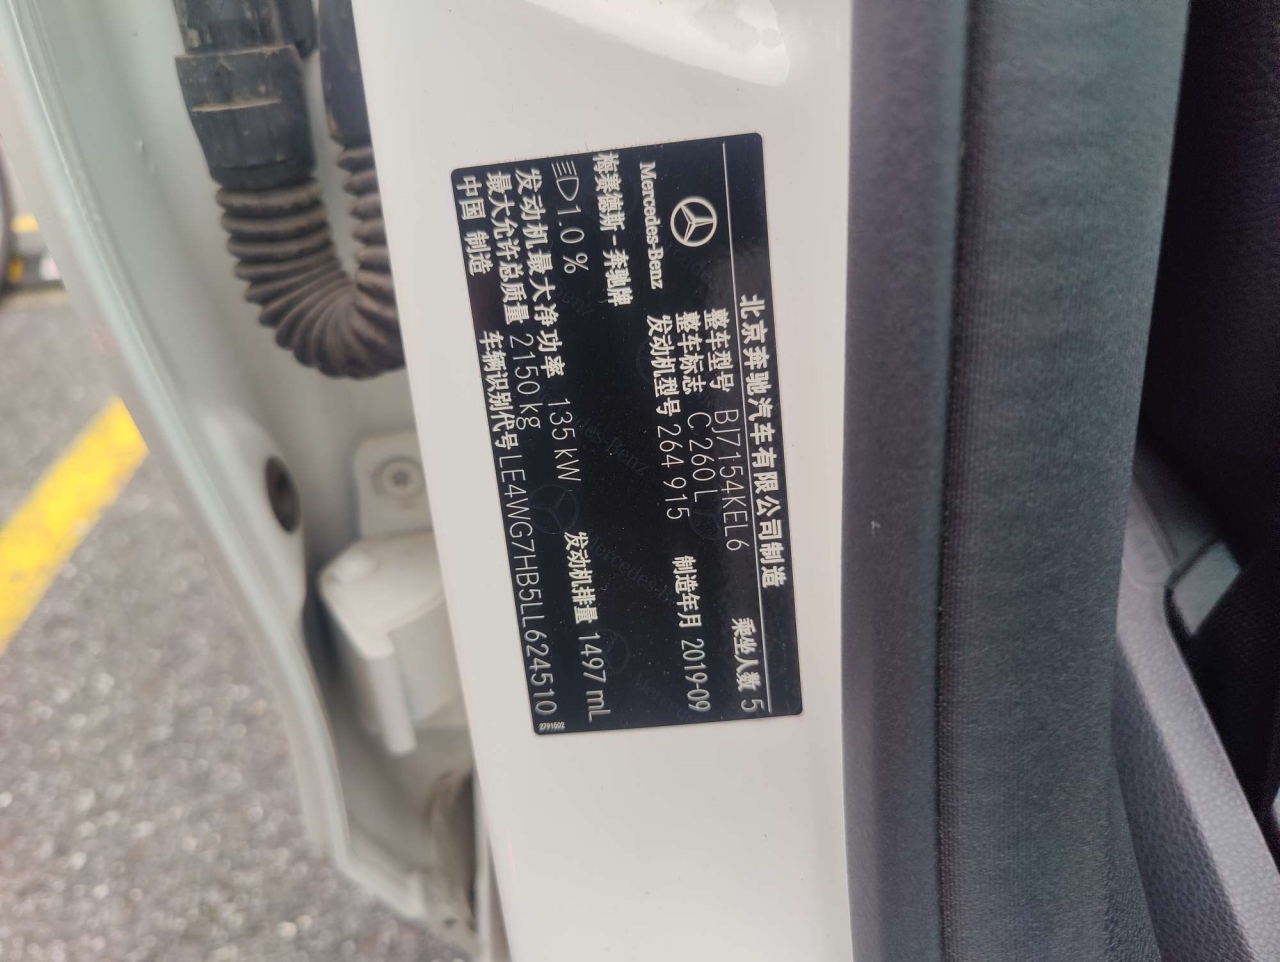 北京奔驰汽车有限公司制造
乘坐人数 5
Mercedes-Benz
整车型号 BJ7154KEL6
整车标志 C 260 L
制造年月 2019-09
发动机型号 264 915
梅赛德斯-奔驰牌
1.0 %
发动机排量 1497 mL
发动机最大净功率 135 kW
最大允许总质量 2150 kg
中国 制造
车辆识别代号 LE4WG7HB5LL624510
2791502